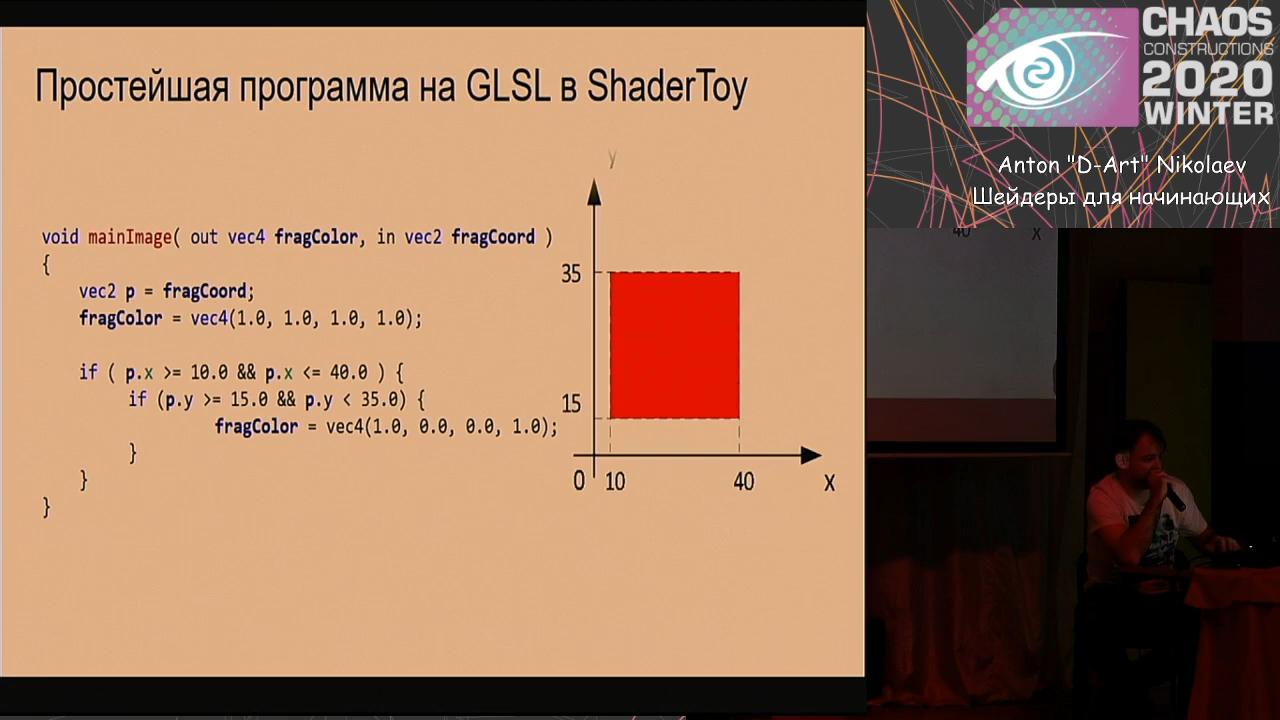 Простейшая программа на GLSL в ShaderToy
void mainImage( out vec4 fragColor, in vec2 fragCoord )
{
vec2 p = fragCoord;
fragColor = vec4(1.0, 1.0, 1.0, 1.0);
if ( p.x >= 10.0 && p.x <= 40.0 ) {
if (p.y >= 15.0 && p.y < 35.0) {
fragColor = vec4(1.0, 0.0, 0.0, 1.0);
}
}
}
y
35
15
0 10 40 x
CHAOS
CONSTRUCTIONS
2020
WINTER
Anton "D-Art" Nikolaev
Шейдеры для начинающих
40 x